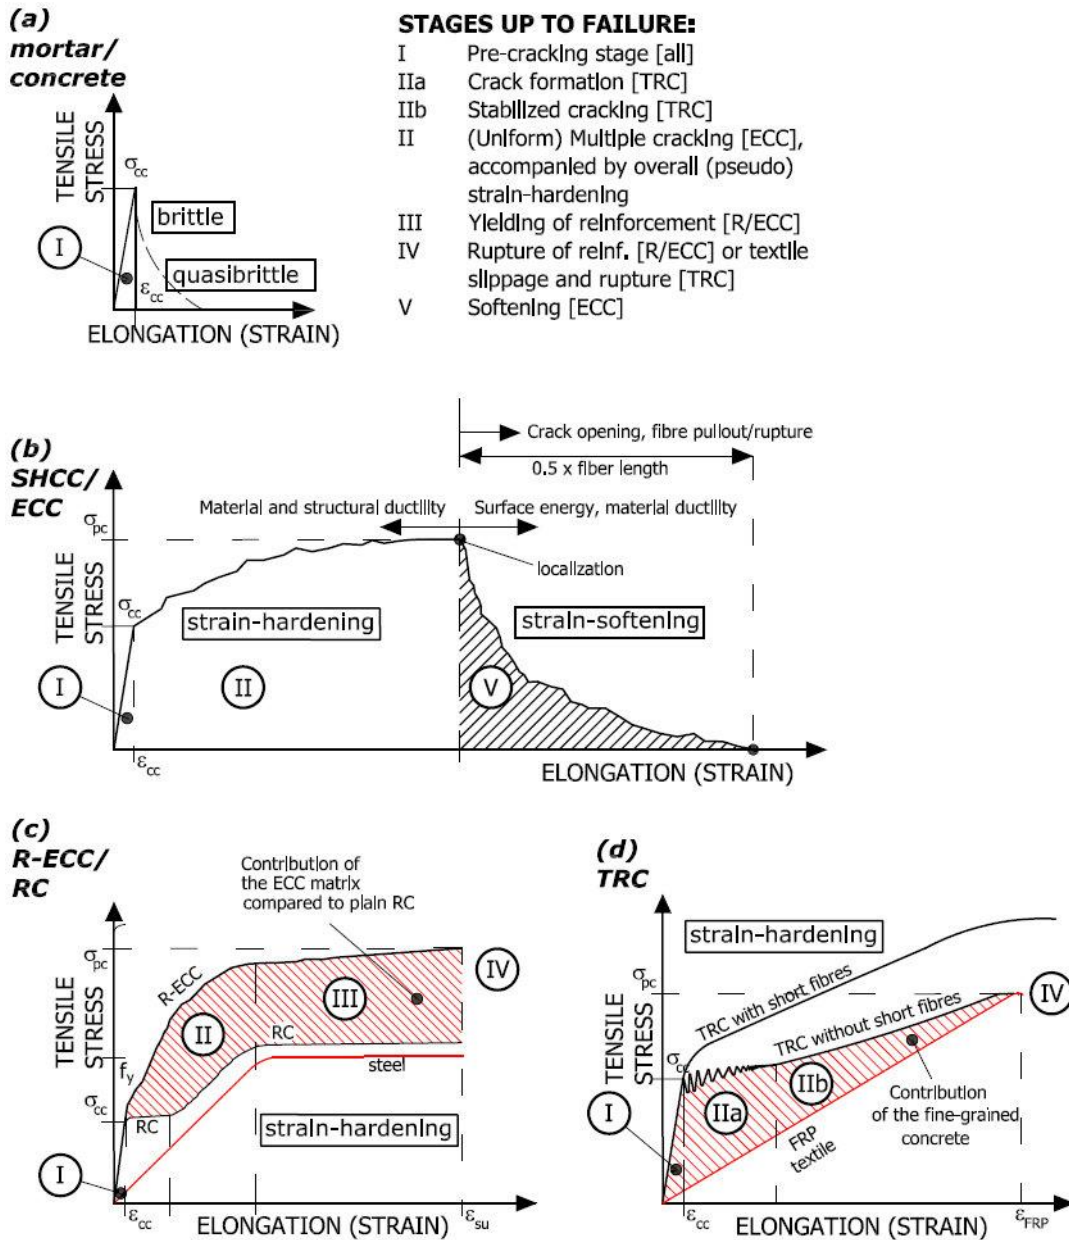 (a)
mortar/
concrete
TENSILE
STRESS
σcc
brittle
I
quasibrittle
εcc
ELONGATION (STRAIN)
STAGES UP TO FAILURE:
I Pre-cracking stage [all]
IIa Crack formation [TRC]
IIb Stabilized cracking [TRC]
II (Uniform) Multiple cracking [ECC],
accompanied by overall (pseudo)
strain-hardening
III Yielding of reinforcement [R/ECC]
IV Rupture of reinf. [R/ECC] or textile
slippage and rupture [TRC]
V Softening [ECC]
(b)
SHCC/
ECC
Crack opening, fibre pullout/rupture
0.5 x fiber length
Material and structural ductility
Surface energy, material ductility
σpc
localization
TENSILE
STRESS
σcc
strain-hardening
strain-softening
I
II
V
εcc
ELONGATION (STRAIN)
(c)
R-ECC/
RC
Contribution of
the ECC matrix
compared to plain RC
σpc
R-ECC
IV
III
II
TENSILE
STRESS
RC
steel
fy
σcc
RC
strain-hardening
I
εcc
ELONGATION (STRAIN)
εsu
(d)
TRC
strain-hardening
σpc
TRC with short fibres
IV
TENSILE
STRESS
TRC without short fibres
σcc
IIb
IIa
I
Contribution
of the fine-grained
concrete
FRP
textile
εcc
ELONGATION (STRAIN)
εFRP